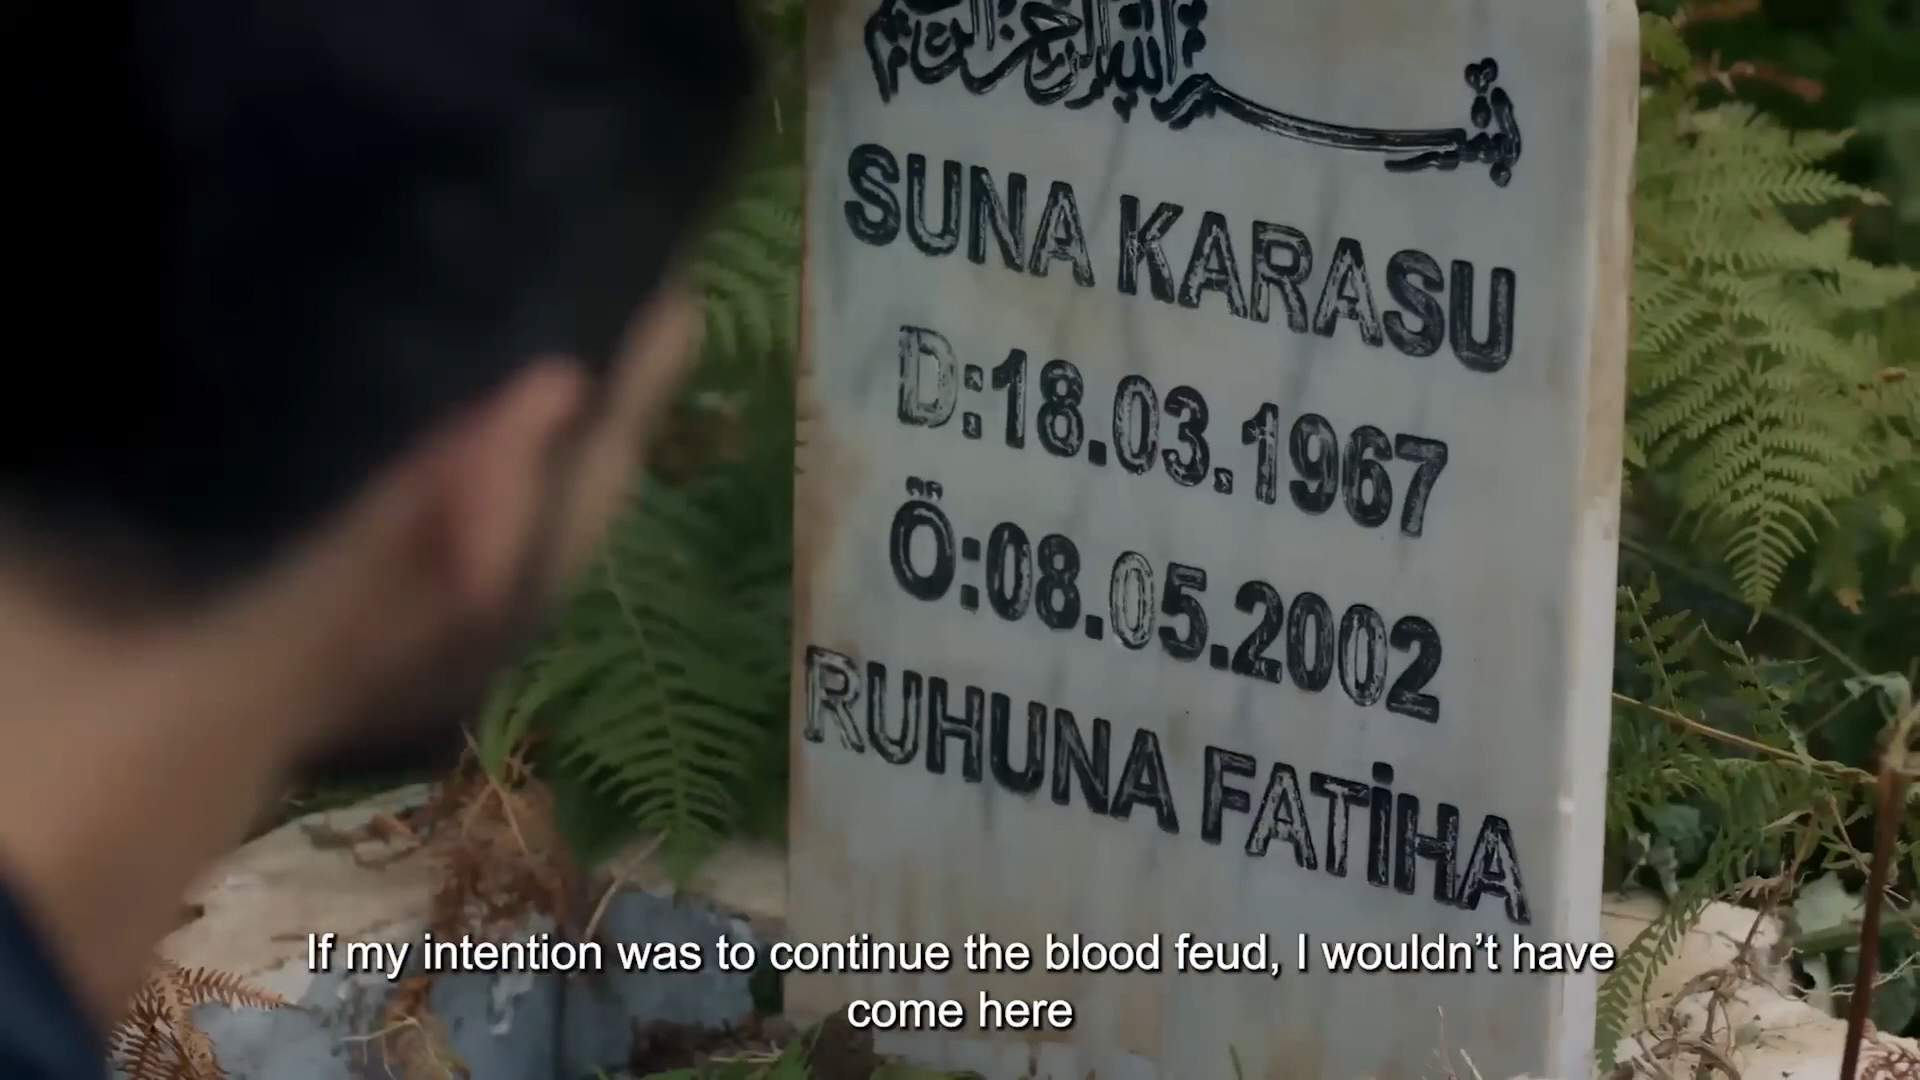 بسم الله الرحمن الرحيم
SUNA KARASU
D:18.03.1967
Ö:08.05.2002
RUHUNA FATİHA
If my intention was to continue the blood feud, I wouldn't have
come here